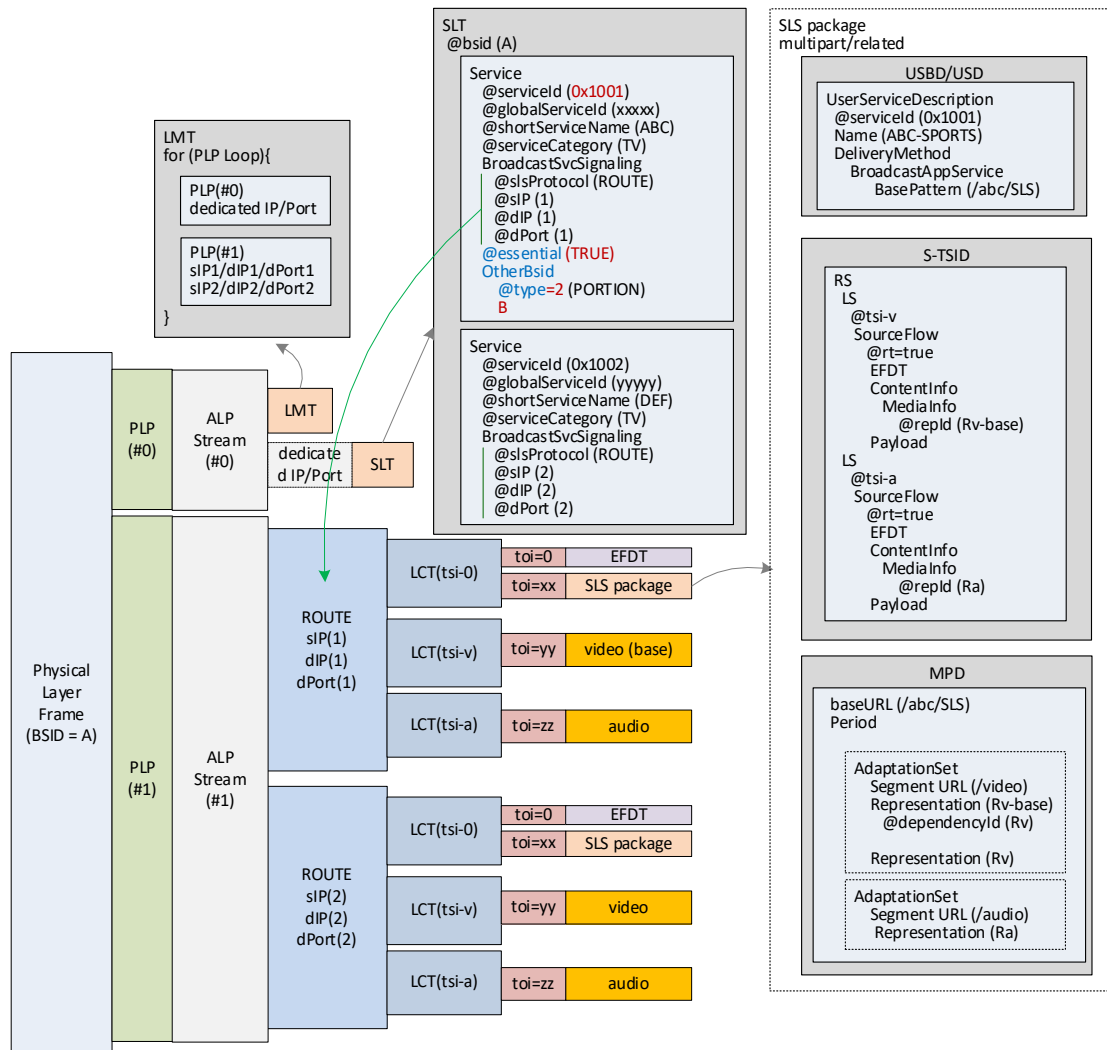 LMT
for (PLP Loop){
PLP(#0)
dedicated IP/Port
PLP(#1)
sIP1/dIP1/dPort1
sIP2/dIP2/dPort2
}
SLT
@bsid (A)
Service
@serviceId (0x1001)
@globalServiceId (xxxxx)
@shortServiceName (ABC)
@serviceCategory (TV)
BroadcastSvcSignaling
@slsProtocol (ROUTE)
@sIP (1)
@dIP (1)
@dPort (1)
@essential (TRUE)
OtherBsid
@type=2 (PORTION)
B
Service
@serviceId (0x1002)
@globalServiceId (yyyyy)
@shortServiceName (DEF)
@serviceCategory (TV)
BroadcastSvcSignaling
@slsProtocol (ROUTE)
@sIP (2)
@dIP (2)
@dPort (2)
SLS package
multipart/related
USBD/USD
UserServiceDescription
@serviceId (0x1001)
Name (ABC-SPORTS)
DeliveryMethod
BroadcastAppService
BasePattern (/abc/SLS)
S-TSID
RS
LS
@tsi-v
SourceFlow
@rt=true
EFDT
ContentInfo
MediaInfo
@repId (Rv-base)
Payload
LS
@tsi-a
SourceFlow
@rt=true
EFDT
ContentInfo
MediaInfo
@repId (Ra)
Payload
MPD
baseURL (/abc/SLS)
Period
AdaptationSet
Segment URL (/video)
Representation (Rv-base)
@dependencyId (Rv)
Representation (Rv)
AdaptationSet
Segment URL (/audio)
Representation (Ra)
Physical
Layer
Frame
(BSID = A)
PLP
(#0)
ALP
Stream
(#0)
LMT
dedicate
d IP/Port
SLT
PLP
(#1)
ALP
Stream
(#1)
ROUTE
sIP(1)
dIP(1)
dPort(1)
LCT(tsi-0)
toi=0
EFDT
toi=xx
SLS package
LCT(tsi-v)
toi=yy
video (base)
LCT(tsi-a)
toi=zz
audio
ROUTE
sIP(2)
dIP(2)
dPort(2)
LCT(tsi-0)
toi=0
EFDT
toi=xx
SLS package
LCT(tsi-v)
toi=yy
video
LCT(tsi-a)
toi=zz
audio